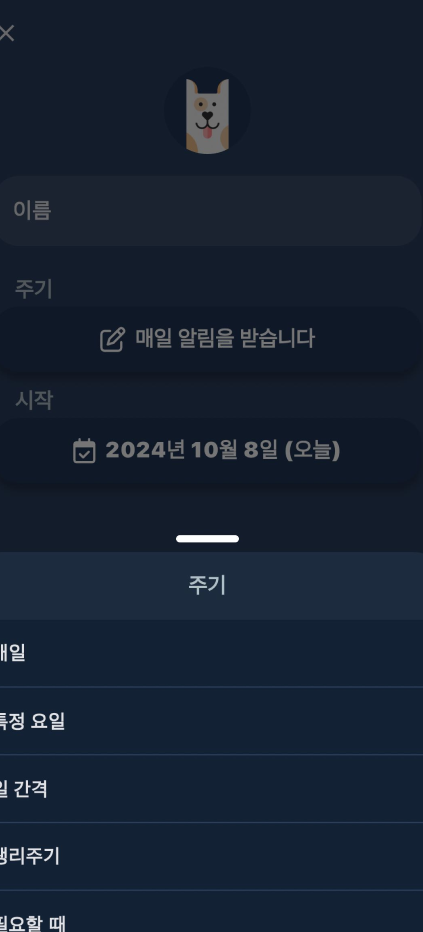 이름
주기
매일 알림을 받습니다
시작
2024년 10월 8일 (오늘)
주기
매일
특정 요일
일 간격
생리주기
필요할 때